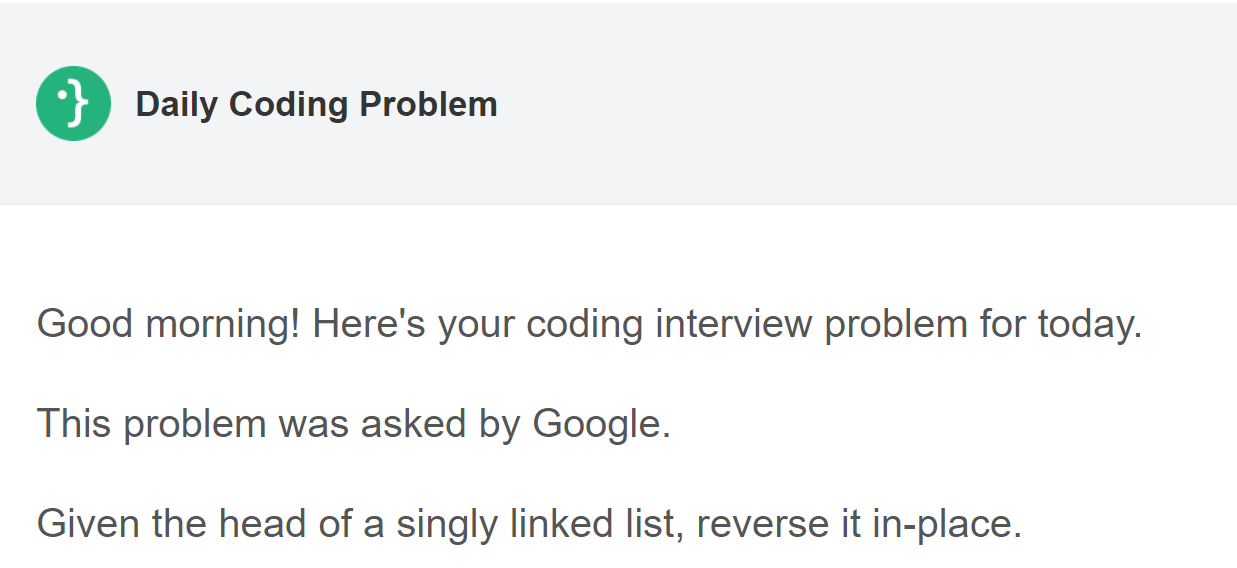 Daily Coding Problem
Good morning! Here's your coding interview problem for today.
This problem was asked by Google.
Given the head of a singly linked list, reverse it in-place.